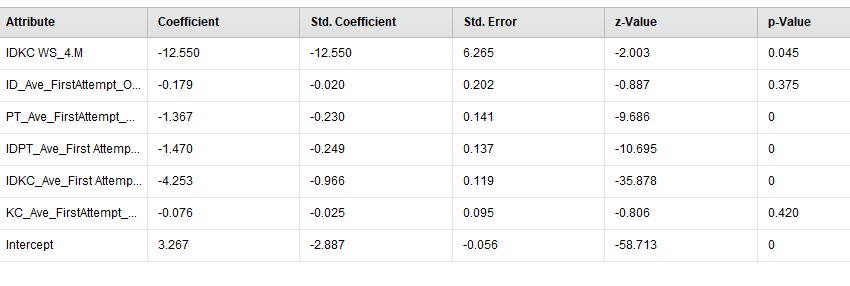 Attribute Coefficient Std. Coefficient Std. Error z-Value p-Value
IDKC WS_4.M -12.550 -12.550 6.265 -2.003 0.045
ID_Ave_FirstAttempt_O... -0.179 -0.020 0.202 -0.887 0.375
PT_Ave_FirstAttempt_... -1.367 -0.230 0.141 -9.686 0
IDPT_Ave_First Attemp... -1.470 -0.249 0.137 -10.695 0
IDKC_Ave_First Attemp... -4.253 -0.966 0.119 -35.878 0
KC_Ave_FirstAttempt_... -0.076 -0.025 0.095 -0.806 0.420
Intercept 3.267 -2.887 -0.056 -58.713 0